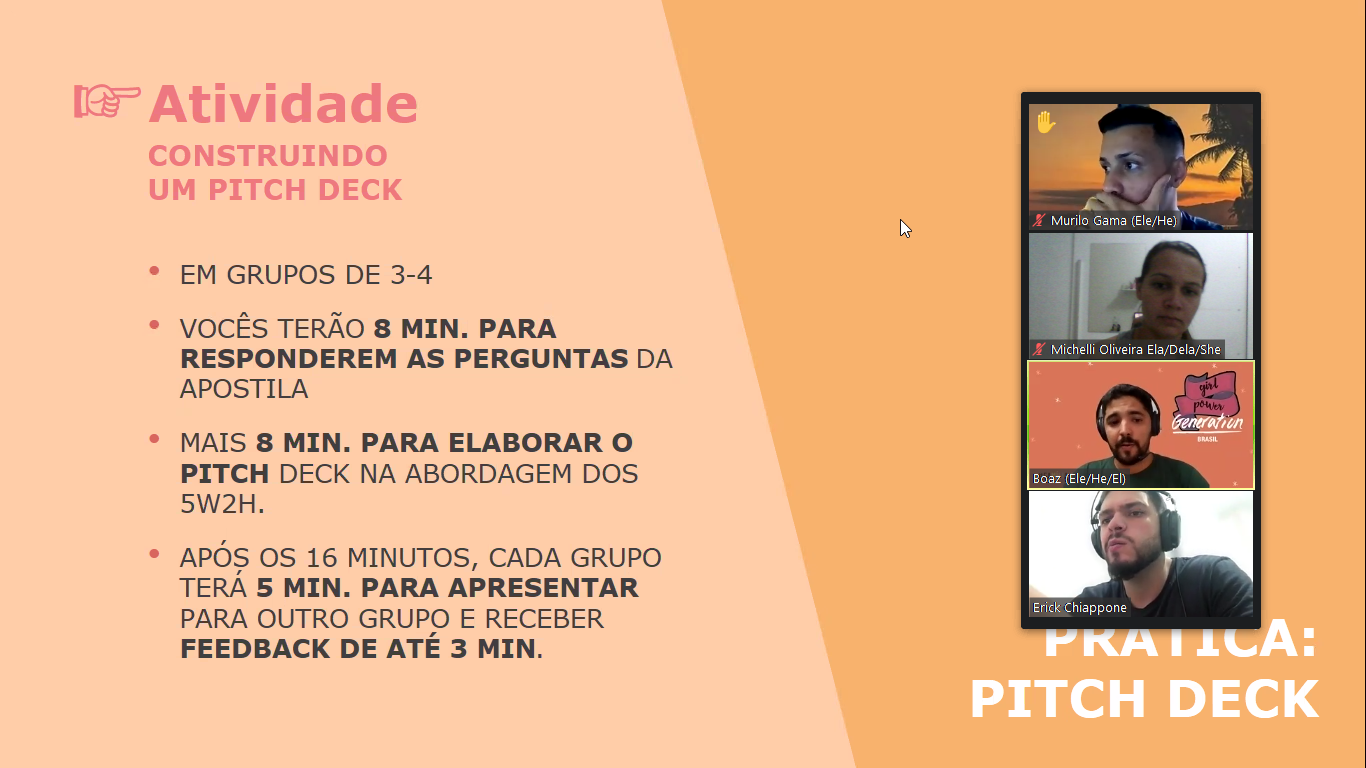 Atividade
CONSTRUINDO
UM PITCH DECK
• EM GRUPOS DE 3-4
• VOCÊS TERÃO 8 MIN. PARA
RESPONDEREM AS PERGUNTAS DA
APOSTILA
• MAIS 8 MIN. PARA ELABORAR O
PITCH DECK NA ABORDAGEM DOS
5W2H.
• APÓS OS 16 MINUTOS, CADA GRUPO
TERÁ 5 MIN. PARA APRESENTAR
PARA OUTRO GRUPO E RECEBER
FEEDBACK DE ATÉ 3 MIN.
Murilo Gama (Ele/He)
Michelli Oliveira Ela/Dela/She
girl
power
Generation
BRASIL
Boaz (Ele/He/El)
Erick Chiappone
PRÁTICA:
PITCH DECK